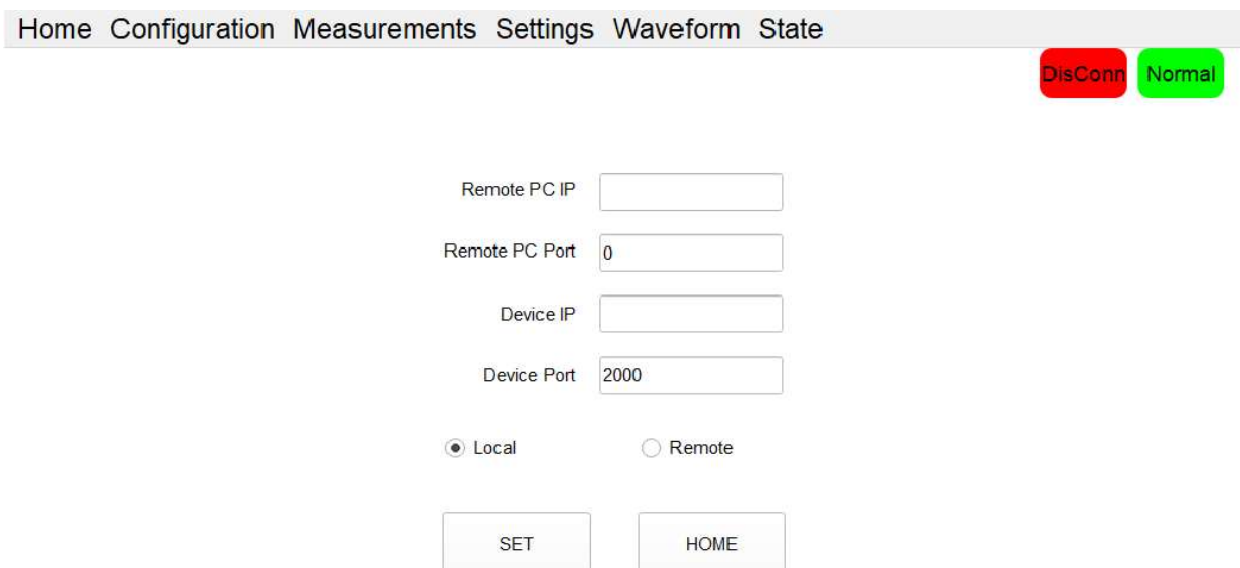 Home Configuration Measurements Settings Waveform State
DisConn Normal
Remote PC IP
Remote PC Port 0
Device IP
Device Port 2000
Local Remote
SET HOME